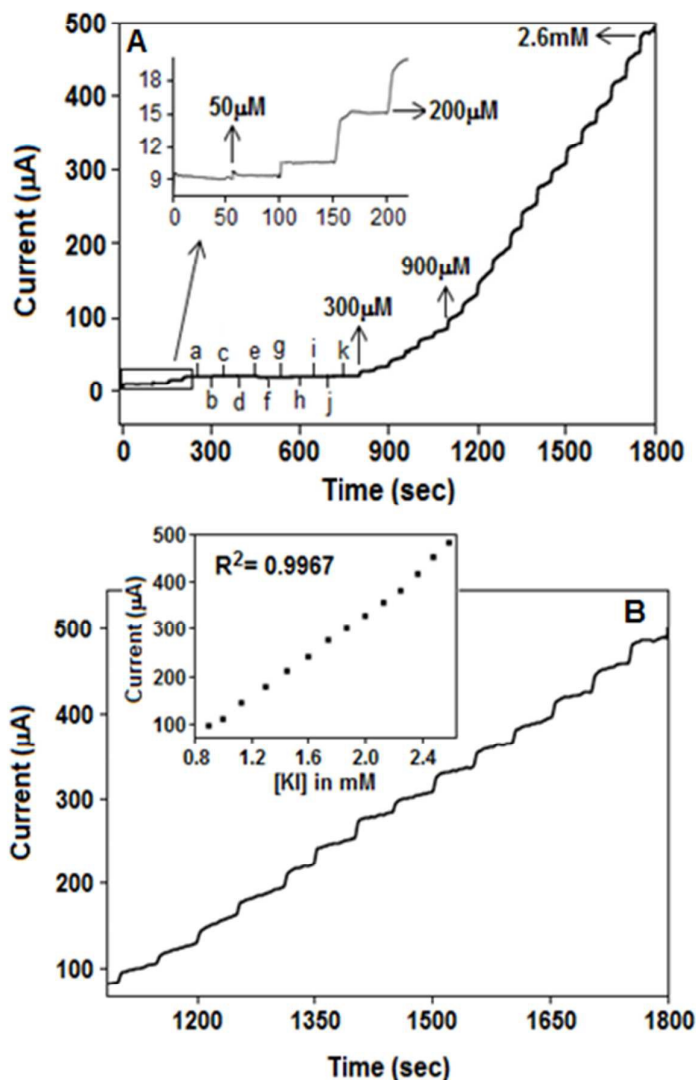 A
500
400
300
200
100
0
Current (µA)
18
15
12
9
0 50 100 150 200
50µM
200µM
2.6mM
900µM
300µM
a c e g i k
b d f h j
0 300 600 900 1200 1500 1800
Time (sec)
B
500
400
300
200
100
Current (µA)
R²= 0.9967
500
400
300
200
100
Current (µA)
0.8 1.2 1.6 2.0 2.4
[KI] in mM
1200 1350 1500 1650 1800
Time (sec)